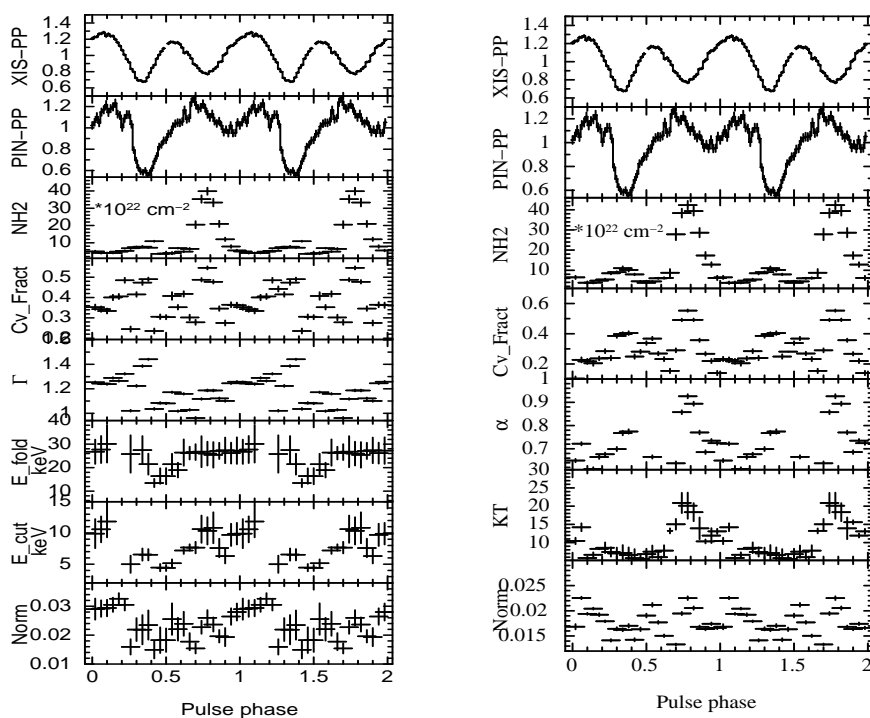 XIS−PP
1.4
1.2
1
0.8
0.6
PIN−PP
1.2
1
0.8
0.6
NH2
40
30
20
10
*10²² cm⁻²
Cv_Fract
0.5
0.4
0.3
0.2
Γ
1.6
1.4
1.2
1
E_fold
keV
40
30
20
10
E_cut
keV
15
10
5
Norm
0.03
0.02
0.01
0 0.5 1 1.5 2
Pulse phase
XIS−PP
1.4
1.2
1
0.8
0.6
PIN−PP
1.2
1
0.8
0.6
NH2
40
30
20
10
*10²² cm⁻²
Cv_Fract
0.6
0.4
0.2
α
1
0.9
0.8
0.7
KT
30
25
20
15
10
Norm
0.025
0.02
0.015
0 0.5 1 1.5 2
Pulse phase